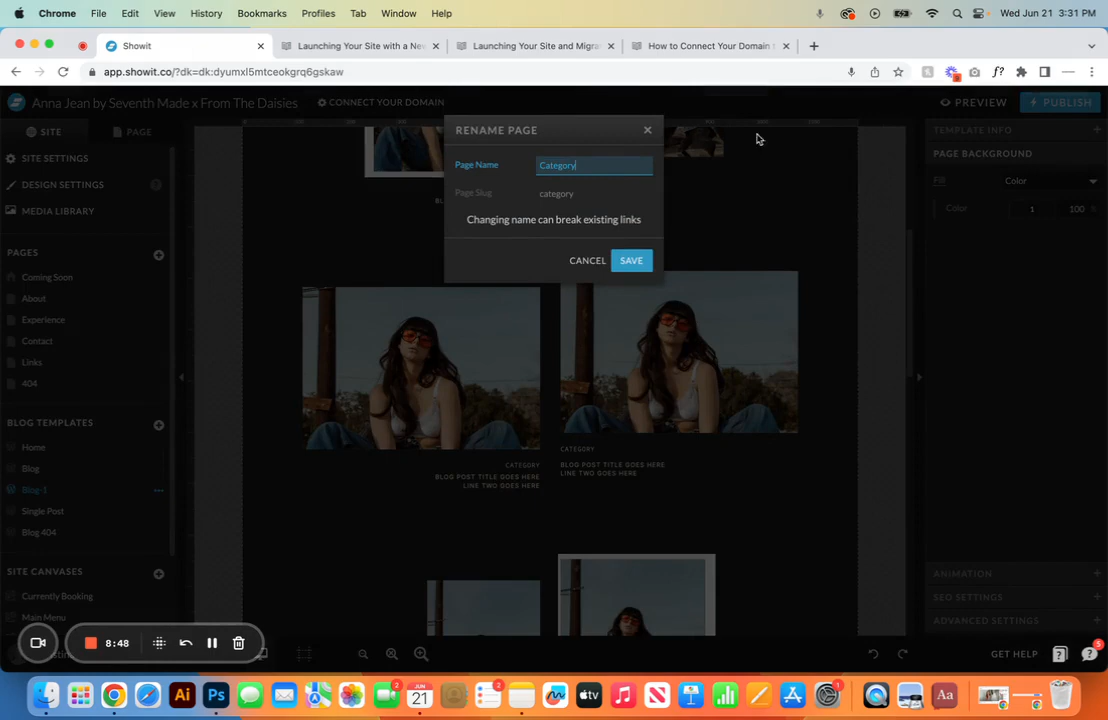 Chrome File Edit View History Bookmarks Profiles Tab Window Help Wed Jun 21 3:31 PM
Showit Launching Your Site with a Ne Launching Your Site and Migra How to Connect Your Domain
app.showit.co/?dk=dk:dyumxl5mtceokgrq6gskaw
Anna Jean by Seventh Made x From The Daisies CONNECT YOUR DOMAIN PREVIEW PUBLISH
SITE PAGE
SITE SETTINGS
DESIGN SETTINGS
MEDIA LIBRARY
PAGES
Coming Soon
About
Experience
Contact
Links
404
BLOG TEMPLATES
Home
Blog
Blog-1
Single Post
Blog 404
SITE CANVASES
Currently Booking
Main Menu
RENAME PAGE
Page Name Category
Page Slug category
Changing name can break existing links
CANCEL SAVE
CATEGORY
BLOG POST TITLE GOES HERE
LINE TWO GOES HERE
CATEGORY
BLOG POST TITLE GOES HERE
LINE TWO GOES HERE
TEMPLATE INFO
PAGE BACKGROUND
Fill Color
Color 1 100
ANIMATION
SEO SETTINGS
ADVANCED SETTINGS
GET HELP
8:48